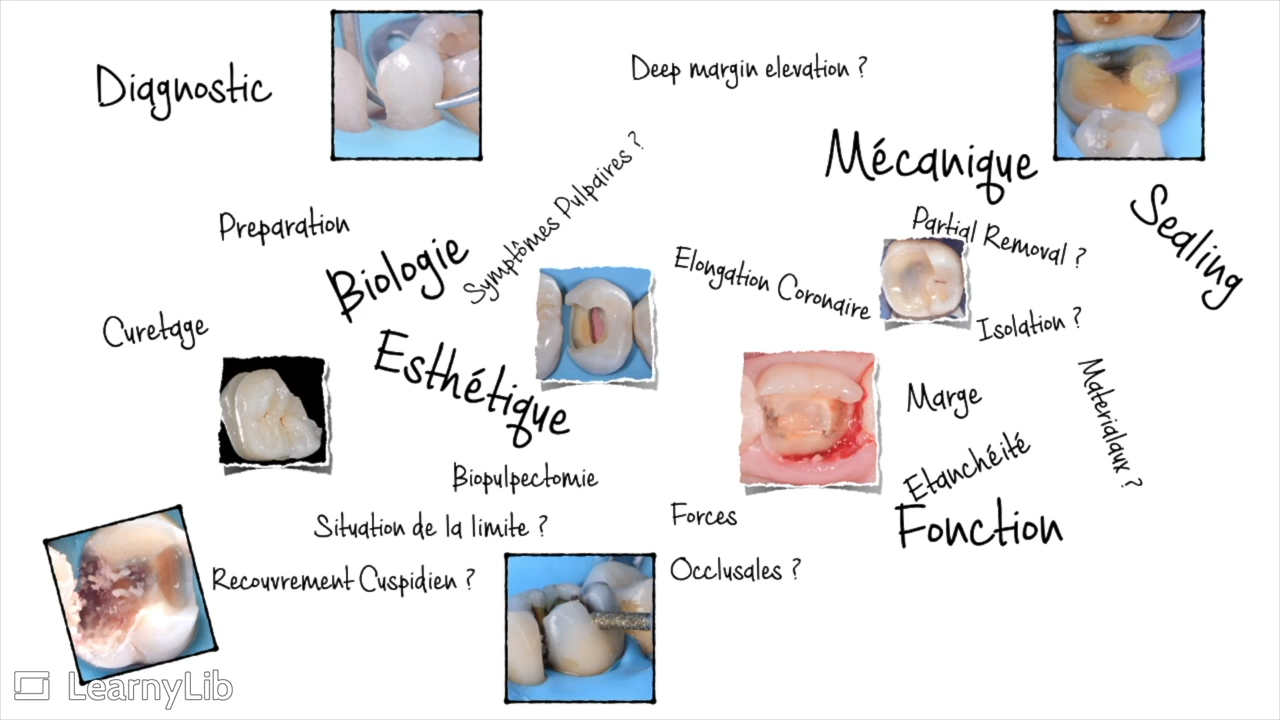 Diagnostic
Deep margin elevation ?
Mécanique
Symptômes Pulpaires ?
Preparation
Biologie
Partial Removal ?
Sealing
Elongation Coronaire
Curetage
Isolation ?
Esthétique
Marge
Materialaux ?
Etanchéité
Biopulpectomie
Situation de la limite ?
Forces
Fonction
Recouvrement Cuspidien ?
Occlusales ?
LearnyLib